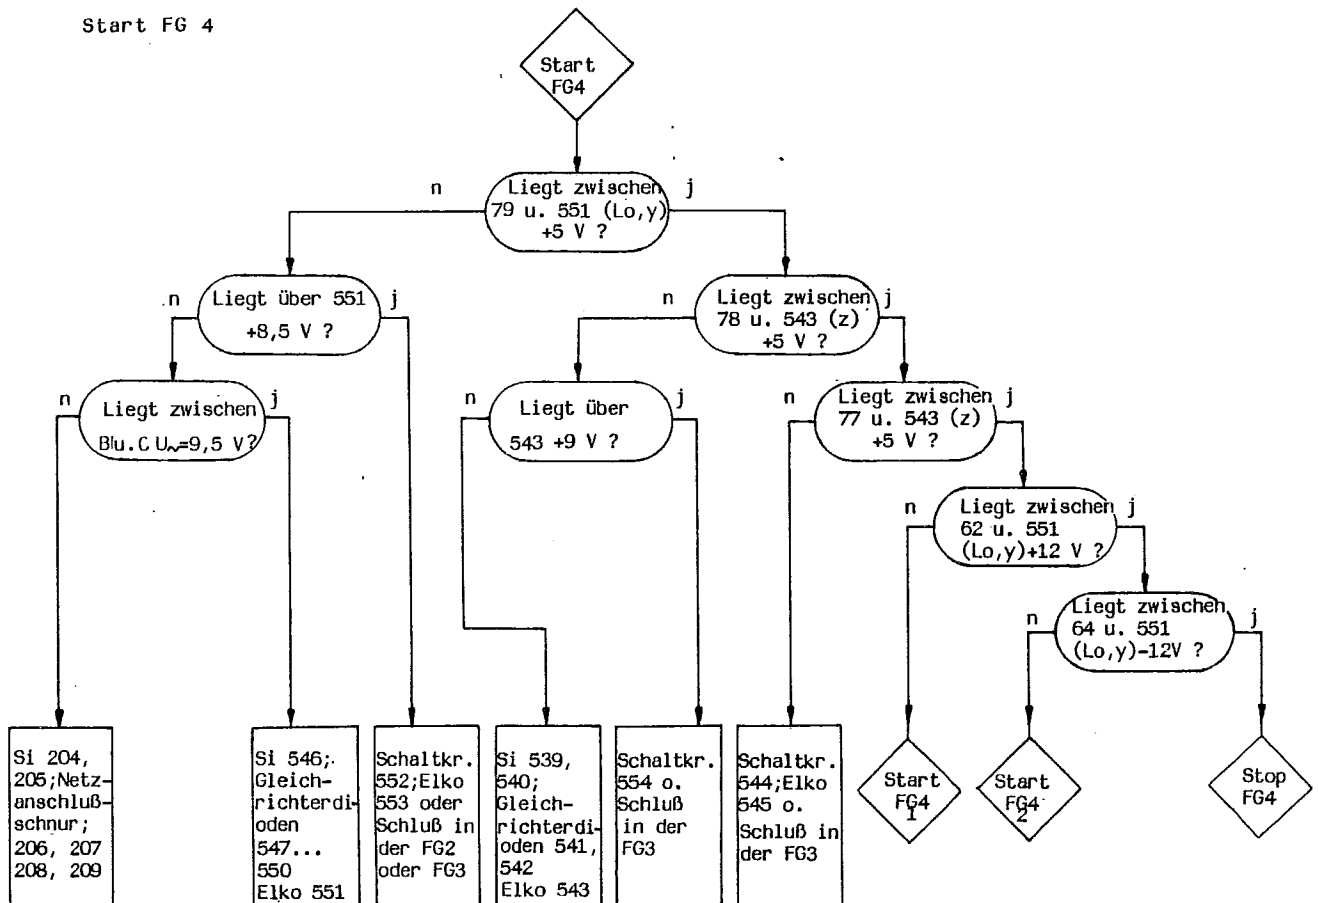 Start FG 4
Start
FG4
n
Liegt zwischen
79 u. 551 (Lo,y)
+5 V ?
j
n
Liegt über 551
+8,5 V ?
j
n
Liegt zwischen
78 u. 543 (z)
+5 V ?
j
n
Liegt zwischen
Blu.C U~=9,5 V?
j
n
Liegt über
543 +9 V ?
j
n
Liegt zwischen
77 u. 543 (z)
+5 V ?
j
n
Liegt zwischen
62 u. 551
(Lo,y)+12 V ?
j
n
Liegt zwischen
64 u. 551
(Lo,y)-12V ?
j
Si 204,
205;Netz-
anschluß-
schnur;
206, 207
208, 209
Si 546;
Gleich-
richterdi-
oden
547...
550
Elko 551
Schaltkr.
552;Elko
553 oder
Schluß in
der FG2
oder FG3
Si 539,
540;
Gleich-
richterdi-
oden 541,
542
Elko 543
Schaltkr.
554 o.
Schluß
in der
FG3
Schaltkr.
544;Elko
545 o.
Schluß in
der FG3
Start
FG4
1
Start
FG4
2
Stop
FG4